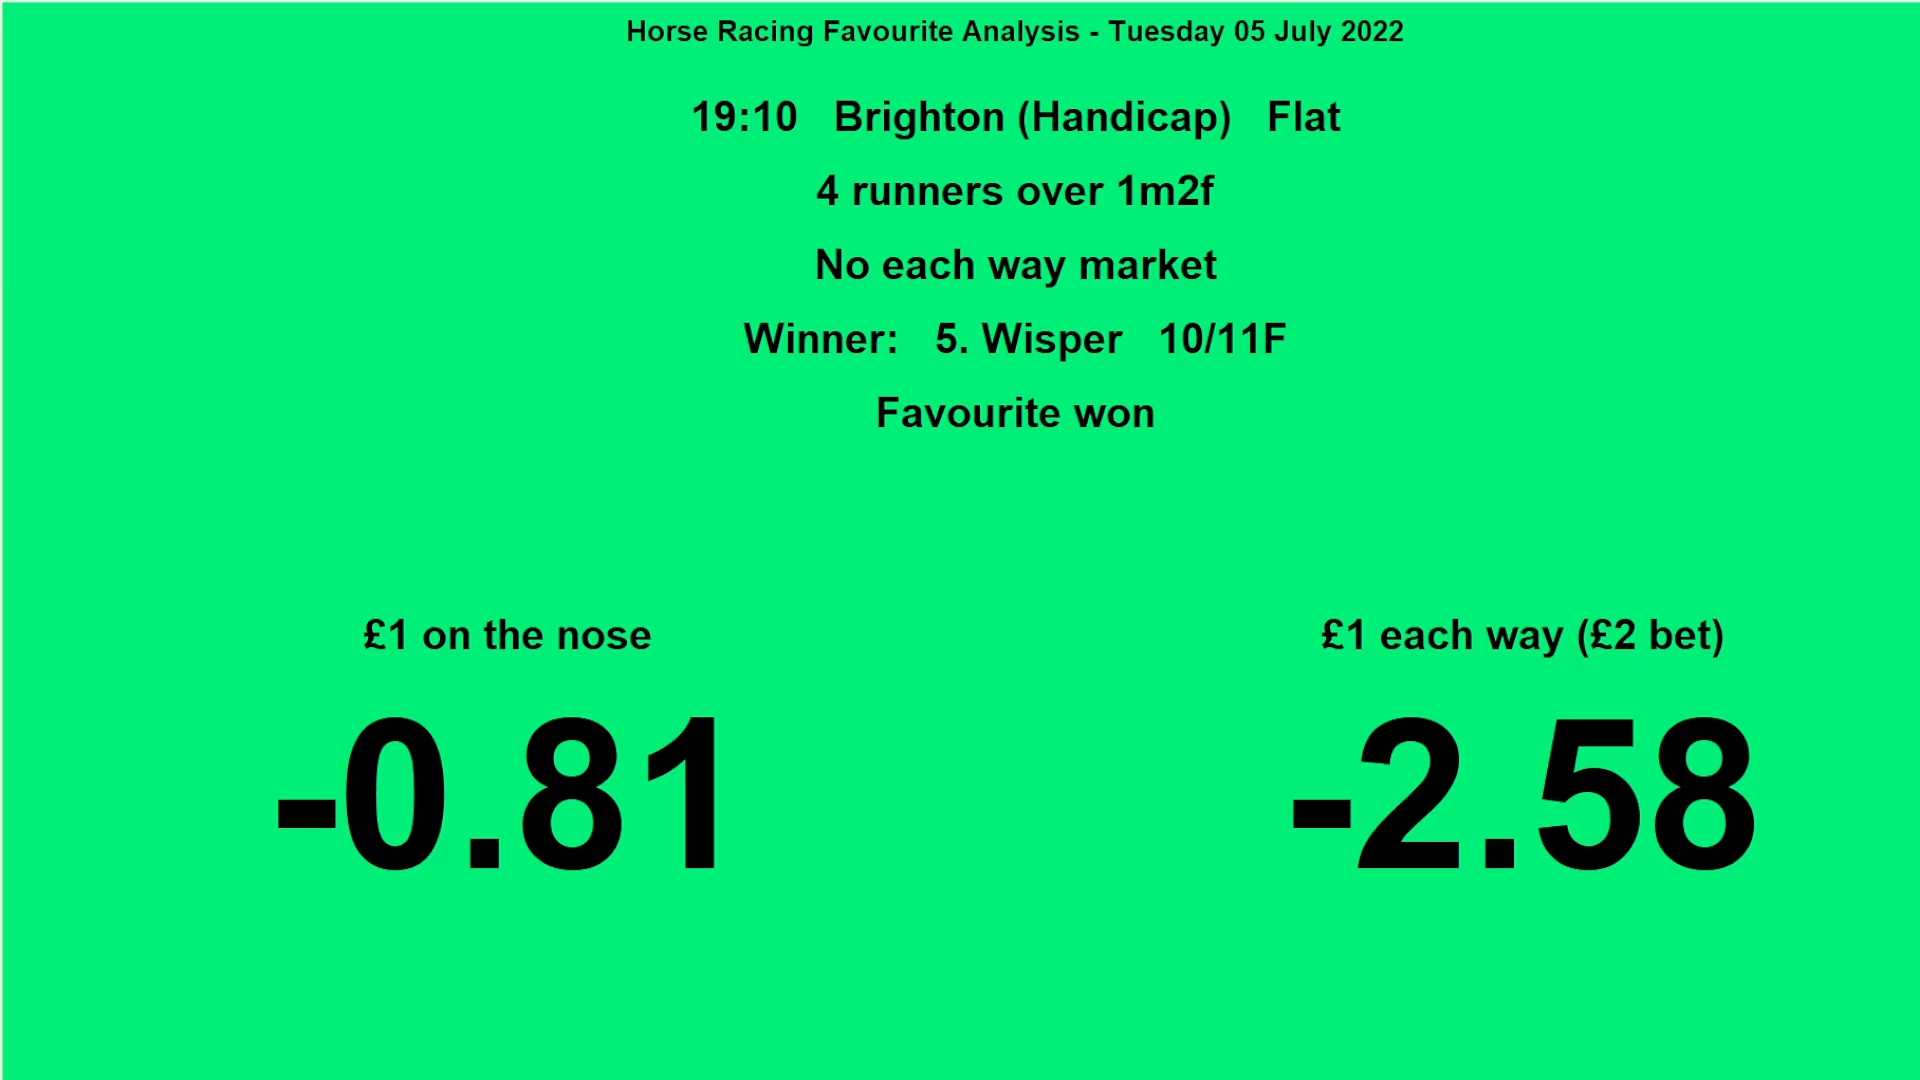 Horse Racing Favourite Analysis - Tuesday 05 July 2022
19:10 Brighton (Handicap) Flat
4 runners over 1m2f
No each way market
Winner: 5. Wisper 10/11F
Favourite won
£1 on the nose £1 each way (£2 bet)
-0.81 -2.58